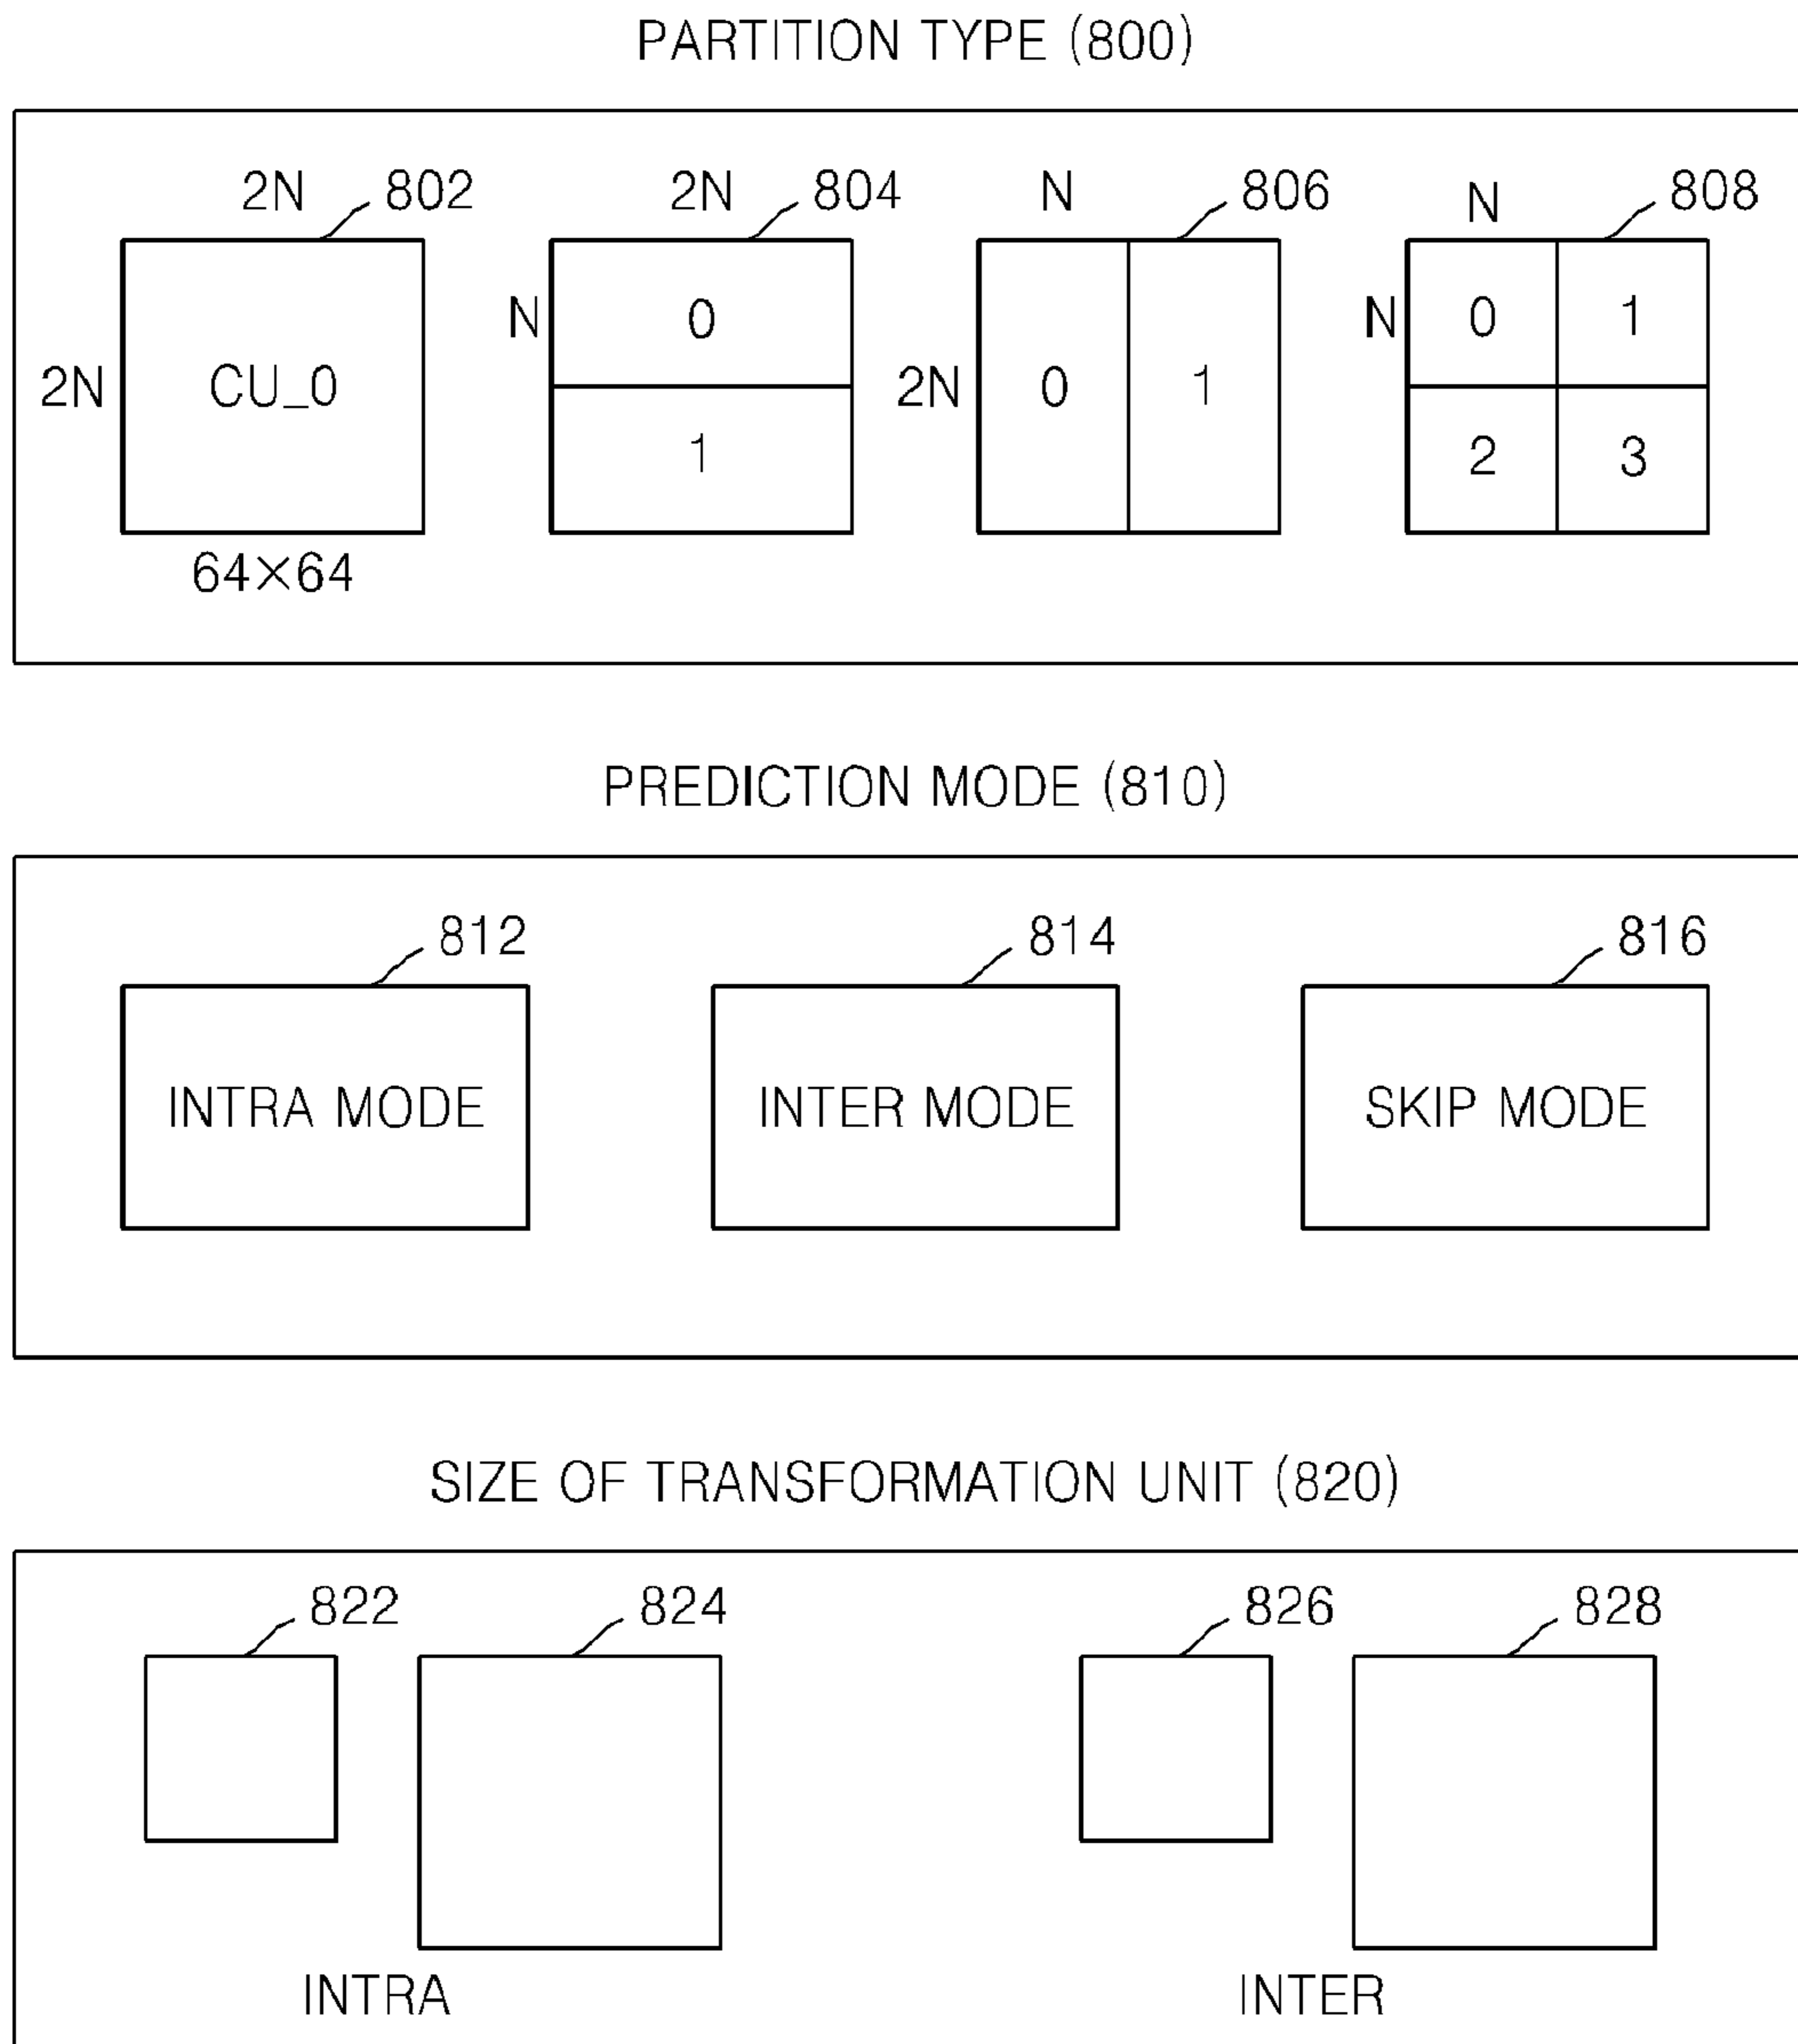 PARTITION TYPE (800)
2N 802 2N 804 N 806 N 808
N 0 N 0 1
2N CU_0 2N 0 1
1 2 3
64×64
PREDICTION MODE (810)
812 814 816
INTRA MODE INTER MODE SKIP MODE
SIZE OF TRANSFORMATION UNIT (820)
822 824 826 828
INTRA INTER